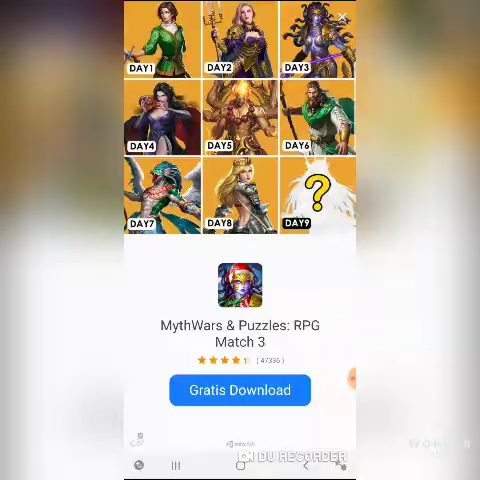 DAY1
DAY2
DAY3
DAY4
DAY5
DAY6
DAY7
DAY8
?
DAY9
MythWars & Puzzles: RPG
Match 3
(47336)
Gratis Download
DU RECORDER